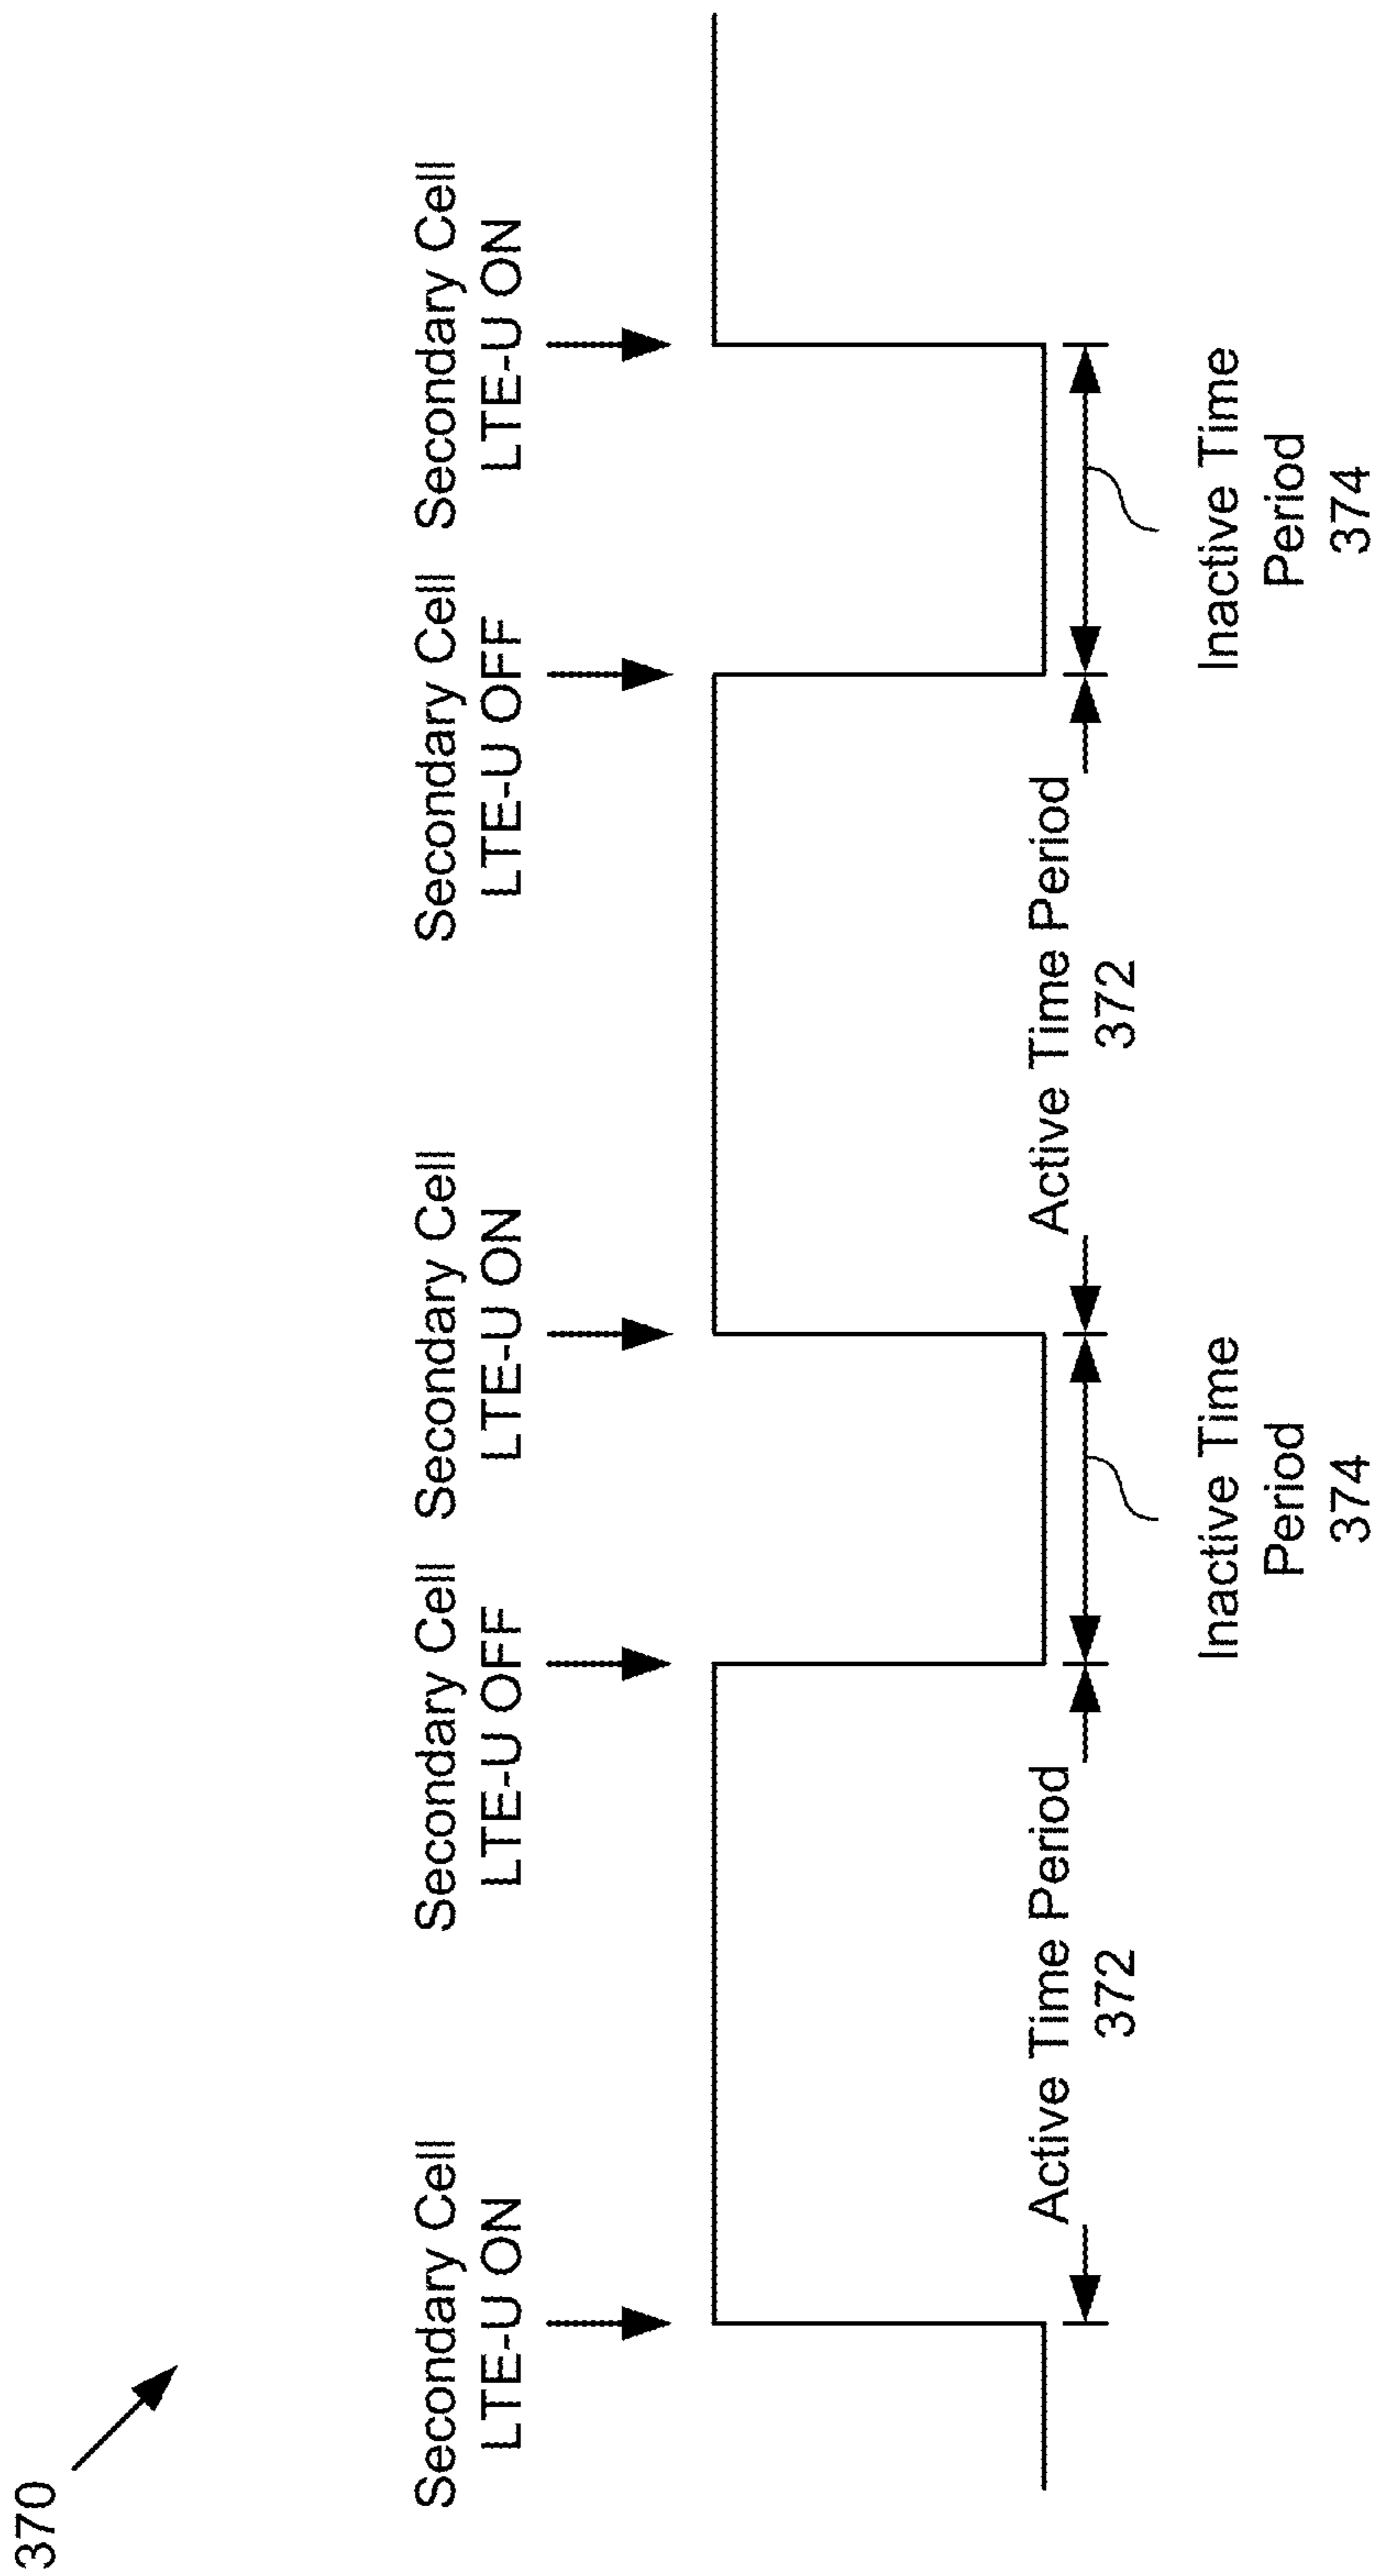 370
Secondary Cell
LTE-U ON
Secondary Cell
LTE-U OFF
Secondary Cell
LTE-U ON
Secondary Cell
LTE-U OFF
Secondary Cell
LTE-U ON
Active Time Period
372
Inactive Time
Period
374
Active Time Period
372
Inactive Time
Period
374